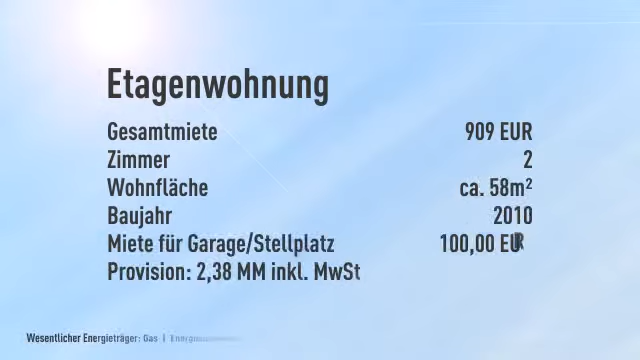 Etagenwohnung
Gesamtmiete 909 EUR
Zimmer 2
Wohnfläche ca. 58m²
Baujahr 2010
Miete für Garage/Stellplatz 100,00 EUR
Provision: 2,38 MM inkl. MwSt
Wesentlicher Energieträger: Gas |